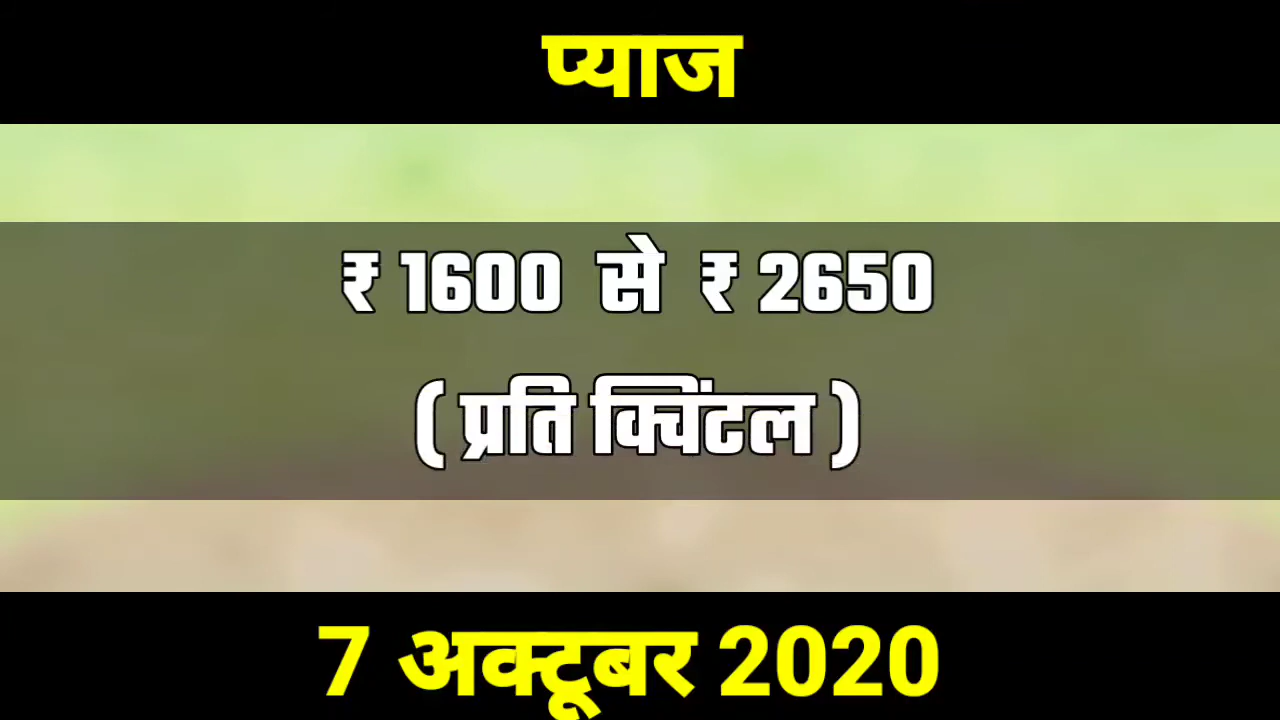 प्याज
₹ 1600 से ₹ 2650
( प्रति क्विंटल )
7 अक्टूबर 2020